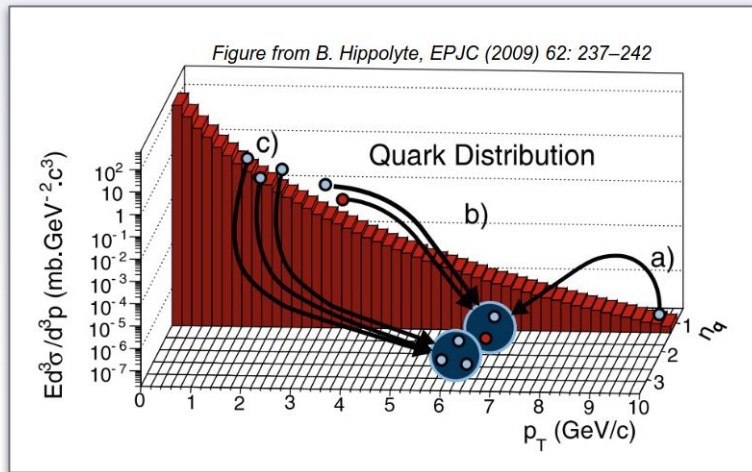 Figure from B. Hippolyte, EPJC (2009) 62: 237–242
c)
Quark Distribution
b)
a)
Ed³σ/d³p (mb.GeV⁻².c³)
10²
10
1
10⁻¹
10⁻²
10⁻³
10⁻⁴
10⁻⁵
10⁻⁶
10⁻⁷
0 1 2 3 4 5 6 7 8 9 10
p_T (GeV/c)
1
2
3
n_q